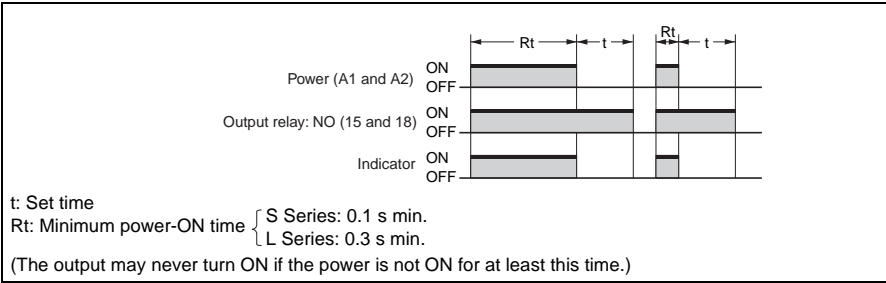 Rt t Rt t
Power (A1 and A2) ON
OFF
Output relay: NO (15 and 18) ON
OFF
Indicator ON
OFF
t: Set time
Rt: Minimum power-ON time { S Series: 0.1 s min.
L Series: 0.3 s min.
(The output may never turn ON if the power is not ON for at least this time.)